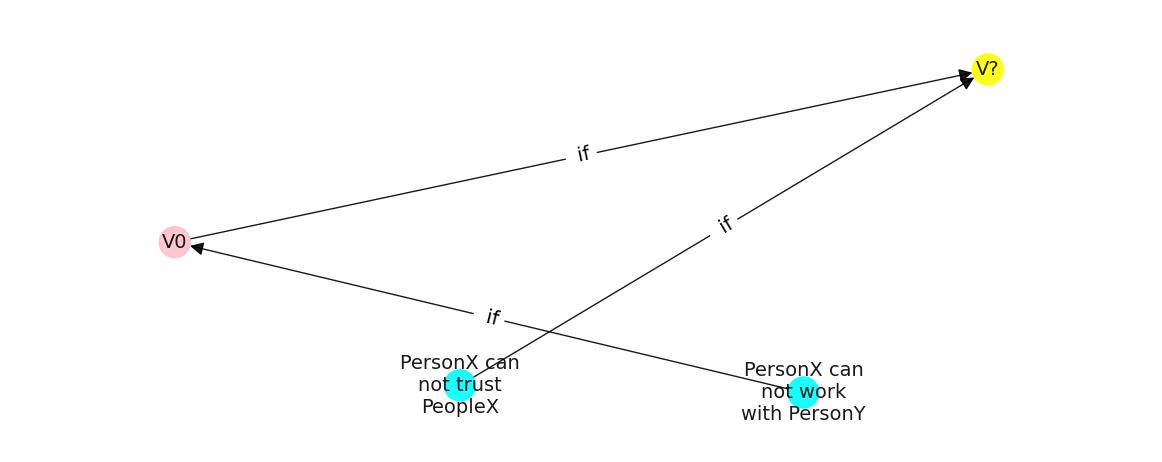 V?
if
if
V0
if
PersonX can
not trust
PeopleX
PersonX can
not work
with PersonY